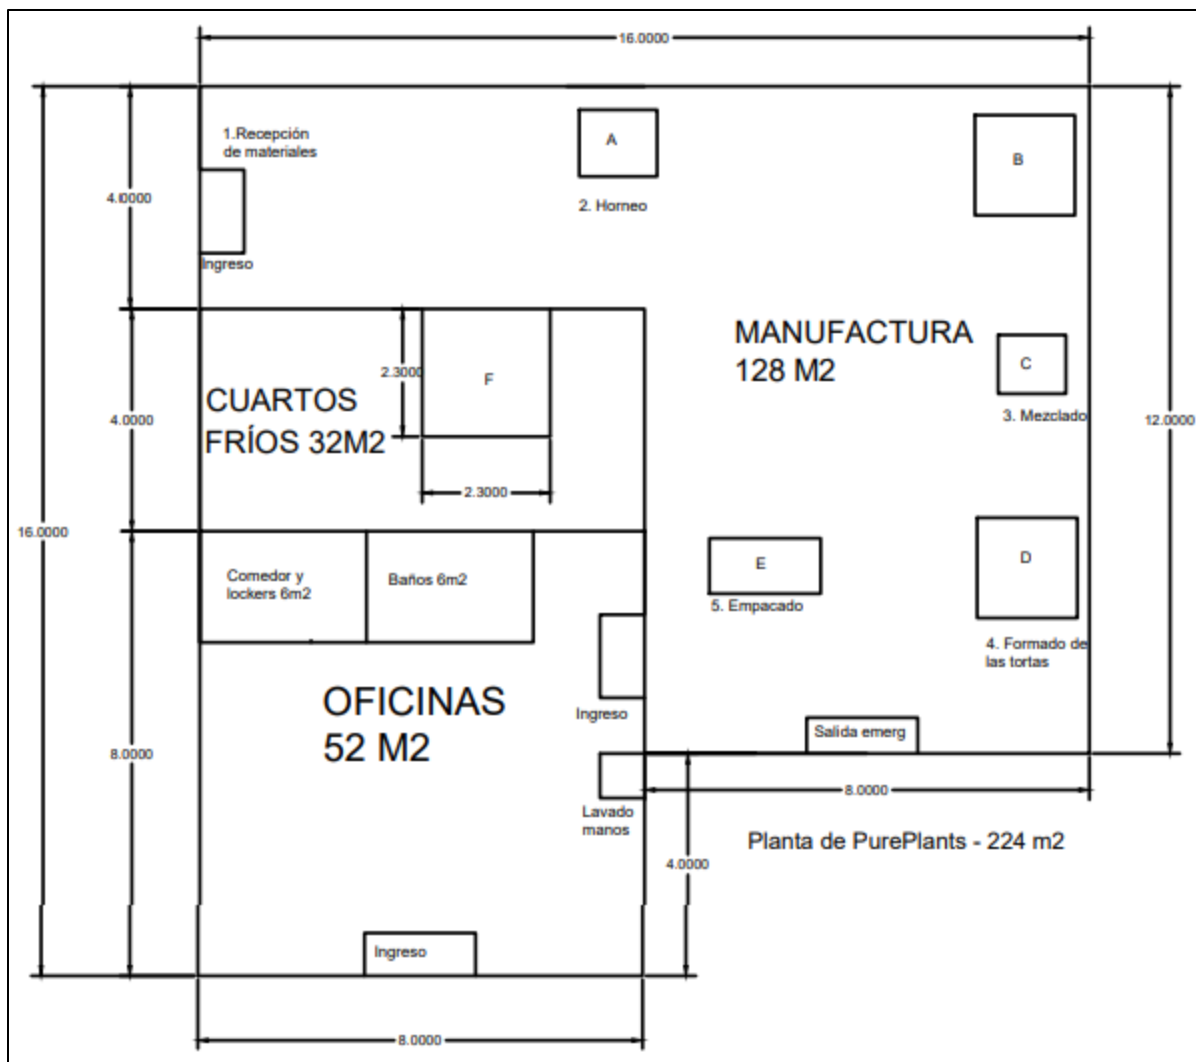 16.0000
1.Recepción
de materiales
A
B
2. Horneo
4.0000
Ingreso
MANUFACTURA
128 M2
C
3. Mezclado
F
2.3000
CUARTOS
FRÍOS 32M2
4.0000
12.0000
2.3000
16.0000
Comedor y
lockers 6m2
Baños 6m2
E
5. Empacado
D
4. Formado de
las tortas
OFICINAS
52 M2
Ingreso
Salida emerg
8.0000
8.0000
Lavado
manos
Planta de PurePlants - 224 m2
4.0000
Ingreso
8.0000